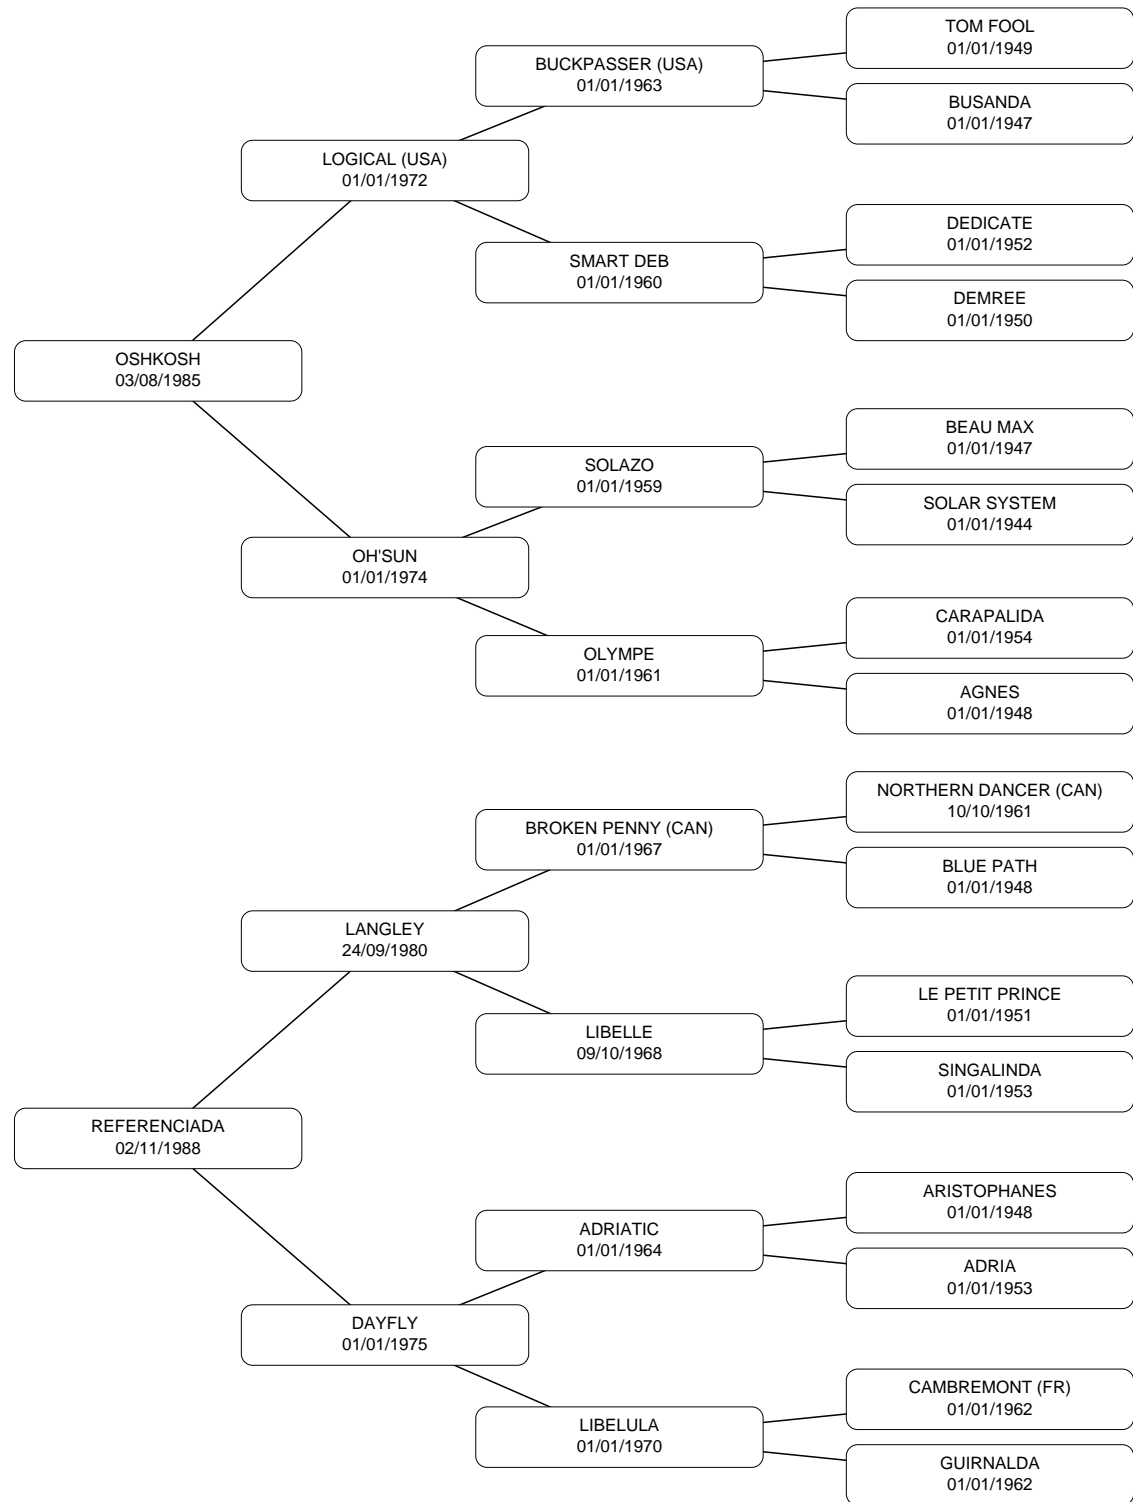 TOM FOOL
01/01/1949
BUCKPASSER (USA)
01/01/1963
BUSANDA
01/01/1947
LOGICAL (USA)
01/01/1972
DEDICATE
01/01/1952
SMART DEB
01/01/1960
DEMREE
01/01/1950
OSHKOSH
03/08/1985
BEAU MAX
01/01/1947
SOLAZO
01/01/1959
SOLAR SYSTEM
01/01/1944
OH'SUN
01/01/1974
CARAPALIDA
01/01/1954
OLYMPE
01/01/1961
AGNES
01/01/1948
NORTHERN DANCER (CAN)
10/10/1961
BROKEN PENNY (CAN)
01/01/1967
BLUE PATH
01/01/1948
LANGLEY
24/09/1980
LE PETIT PRINCE
01/01/1951
LIBELLE
09/10/1968
SINGALINDA
01/01/1953
REFERENCIADA
02/11/1988
ARISTOPHANES
01/01/1948
ADRIATIC
01/01/1964
ADRIA
01/01/1953
DAYFLY
01/01/1975
CAMBREMONT (FR)
01/01/1962
LIBELULA
01/01/1970
GUIRNALDA
01/01/1962